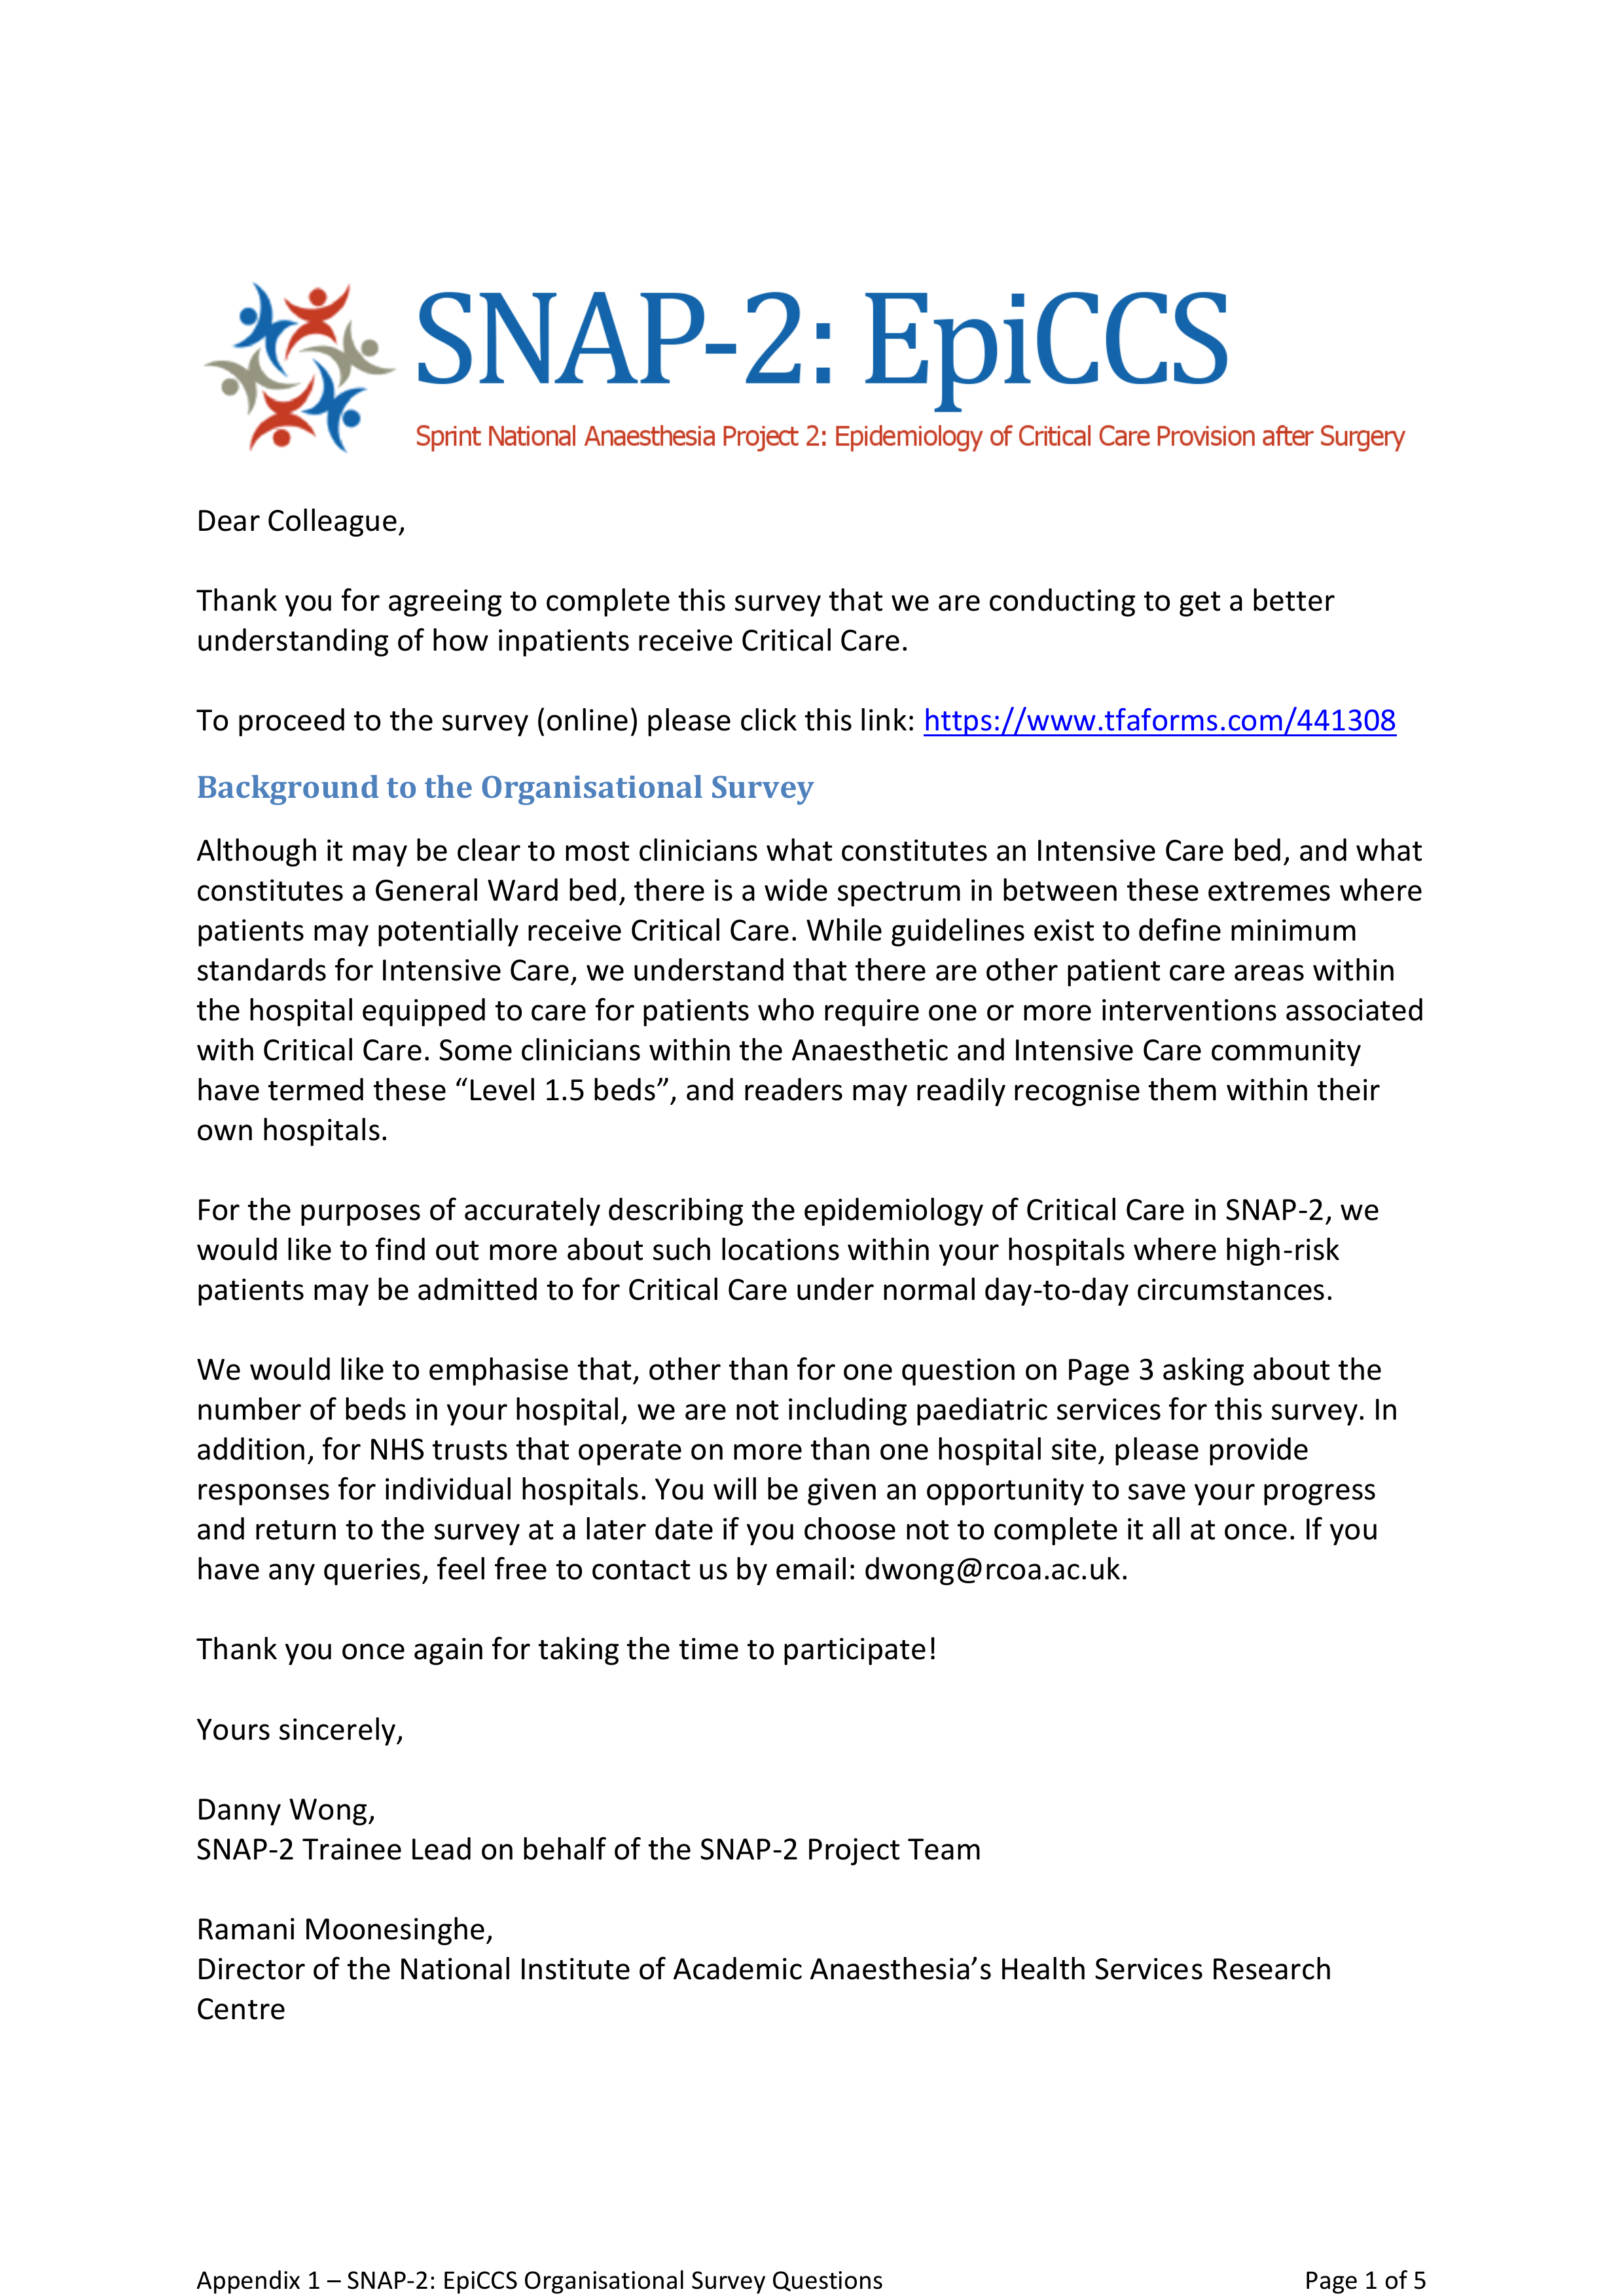 SNAP-2: EpiCCS
Sprint National Anaesthesia Project 2: Epidemiology of Critical Care Provision after Surgery
Dear Colleague,
Thank you for agreeing to complete this survey that we are conducting to get a better
understanding of how inpatients receive Critical Care.
To proceed to the survey (online) please click this link: https://www.tfaforms.com/441308
Background to the Organisational Survey
Although it may be clear to most clinicians what constitutes an Intensive Care bed, and what
constitutes a General Ward bed, there is a wide spectrum in between these extremes where
patients may potentially receive Critical Care. While guidelines exist to define minimum
standards for Intensive Care, we understand that there are other patient care areas within
the hospital equipped to care for patients who require one or more interventions associated
with Critical Care. Some clinicians within the Anaesthetic and Intensive Care community
have termed these “Level 1.5 beds”, and readers may readily recognise them within their
own hospitals.
For the purposes of accurately describing the epidemiology of Critical Care in SNAP-2, we
would like to find out more about such locations within your hospitals where high-risk
patients may be admitted to for Critical Care under normal day-to-day circumstances.
We would like to emphasise that, other than for one question on Page 3 asking about the
number of beds in your hospital, we are not including paediatric services for this survey. In
addition, for NHS trusts that operate on more than one hospital site, please provide
responses for individual hospitals. You will be given an opportunity to save your progress
and return to the survey at a later date if you choose not to complete it all at once. If you
have any queries, feel free to contact us by email: dwong@rcoa.ac.uk.
Thank you once again for taking the time to participate!
Yours sincerely,
Danny Wong,
SNAP-2 Trainee Lead on behalf of the SNAP-2 Project Team
Ramani Moonesinghe,
Director of the National Institute of Academic Anaesthesia’s Health Services Research
Centre
Appendix 1 – SNAP-2: EpiCCS Organisational Survey Questions Page 1 of 5